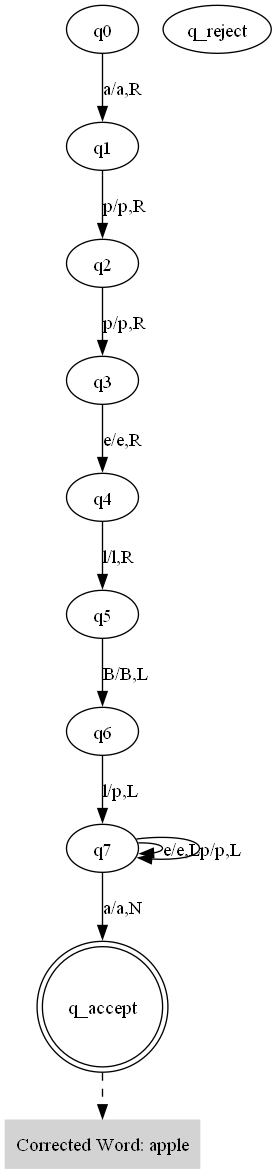 q0
q_reject
a/a,R
q1
p/p,R
q2
p/p,R
q3
e/e,R
q4
l/l,R
q5
B/B,L
q6
l/p,L
q7
e/e,L
p/p,L
a/a,N
q_accept
Corrected Word: apple